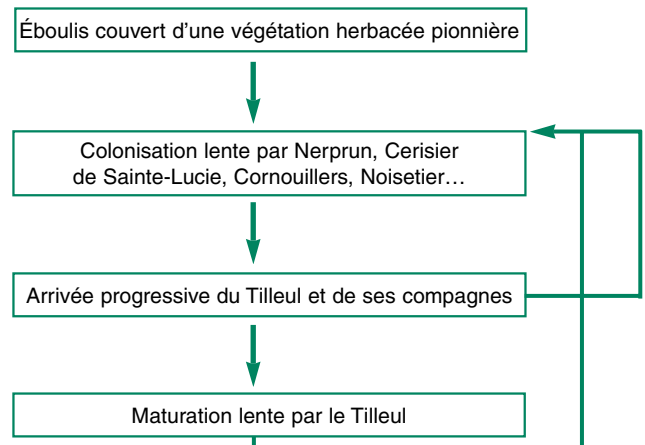 Éboulis couvert d'une végétation herbacée pionnière
Colonisation lente par Nerprun, Cerisier
de Sainte-Lucie, Cornouillers, Noisetier…
Arrivée progressive du Tilleul et de ses compagnes
Maturation lente par le Tilleul